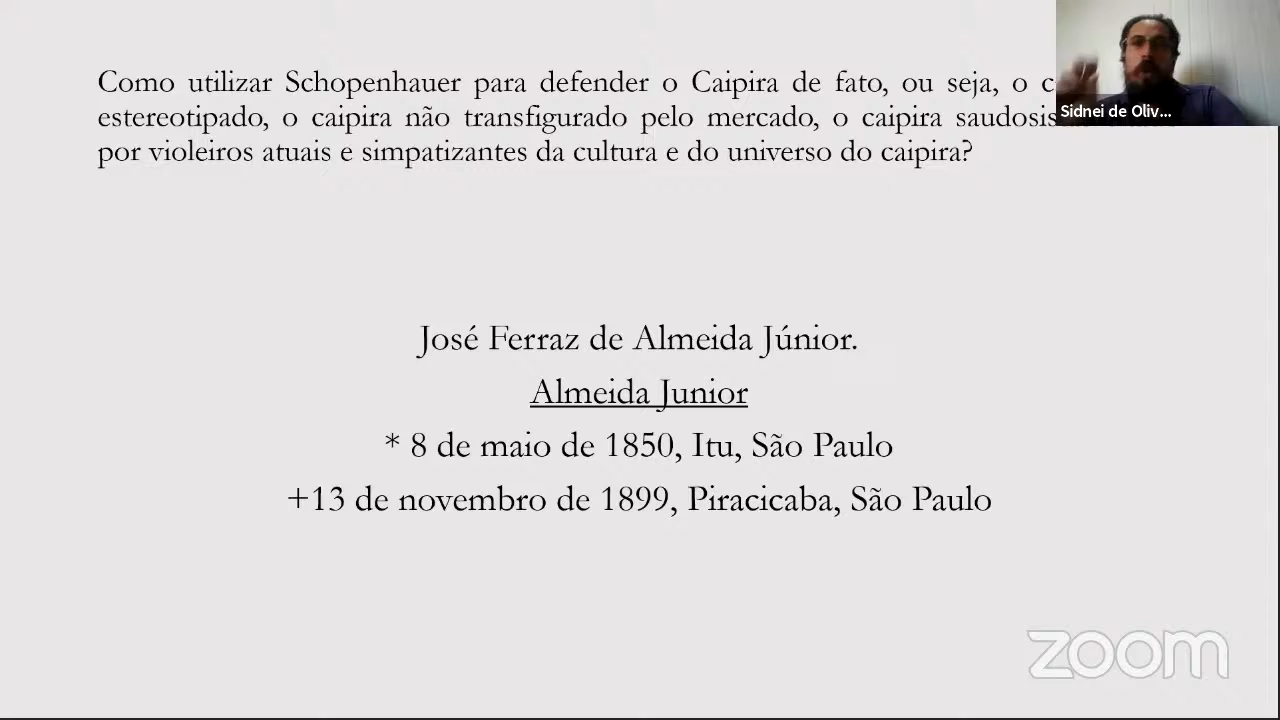 Como utilizar Schopenhauer para defender o Caipira de fato, ou seja, o
estereotipado, o caipira não transfigurado pelo mercado, o caipira
por violeiros atuais e simpatizantes da cultura e do universo do caipira?
Sidnei de Oliv...
José Ferraz de Almeida Júnior.
Almeida Junior
* 8 de maio de 1850, Itu, São Paulo
+13 de novembro de 1899, Piracicaba, São Paulo
zoom